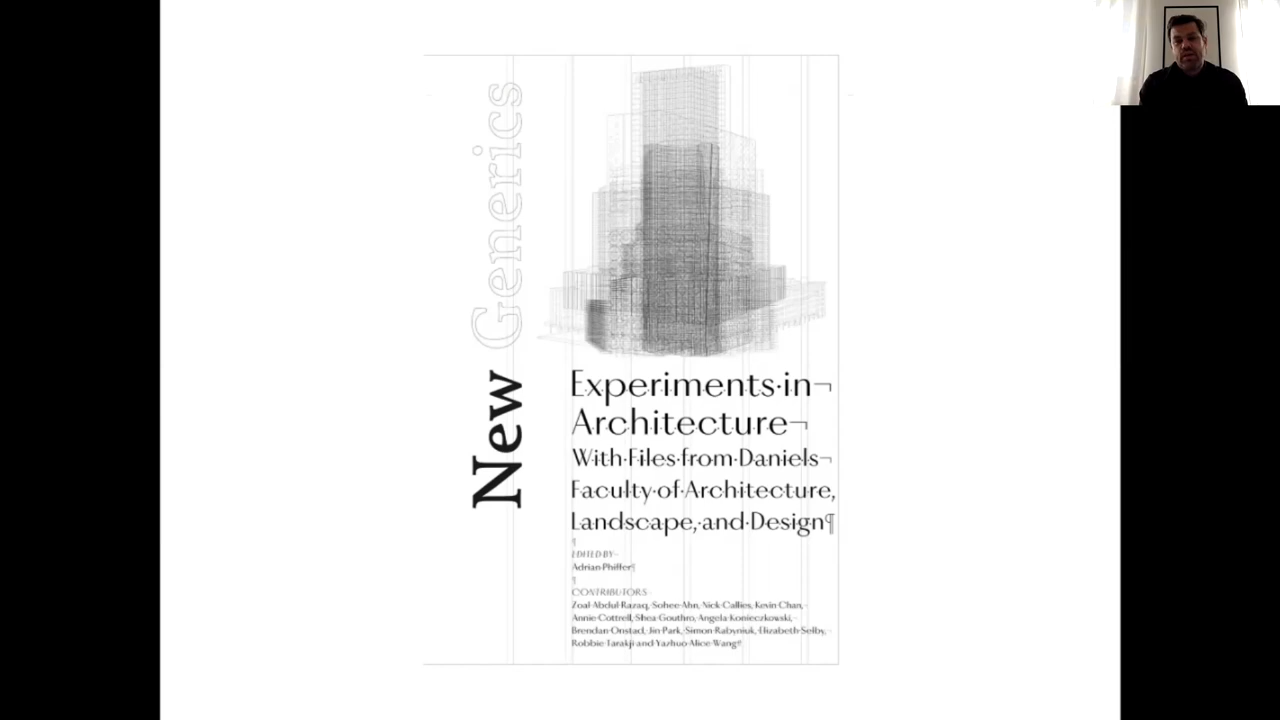 New Generics
Experiments·in¬
Architecture¬
With·Files·from·Daniels¬
Faculty·of·Architecture,
Landscape,·and·Design¶
¶
EDITED BY
Adrian·Phiffer¶
¶
CONTRIBUTORS
Zoal·Abdul·Razaq,·Sohee·Ahn,·Nick·Callies,·Kevin·Chan,
Annie·Cottrell,·Shea·Gouthro,·Angela·Konieczkowski,
Brendan·Onstad,·Jin·Park,·Simon·Rabyniuk,·Elizabeth·Selby,
Robbie·Tarakji·and·Yazhuo·Alice·Wang¶